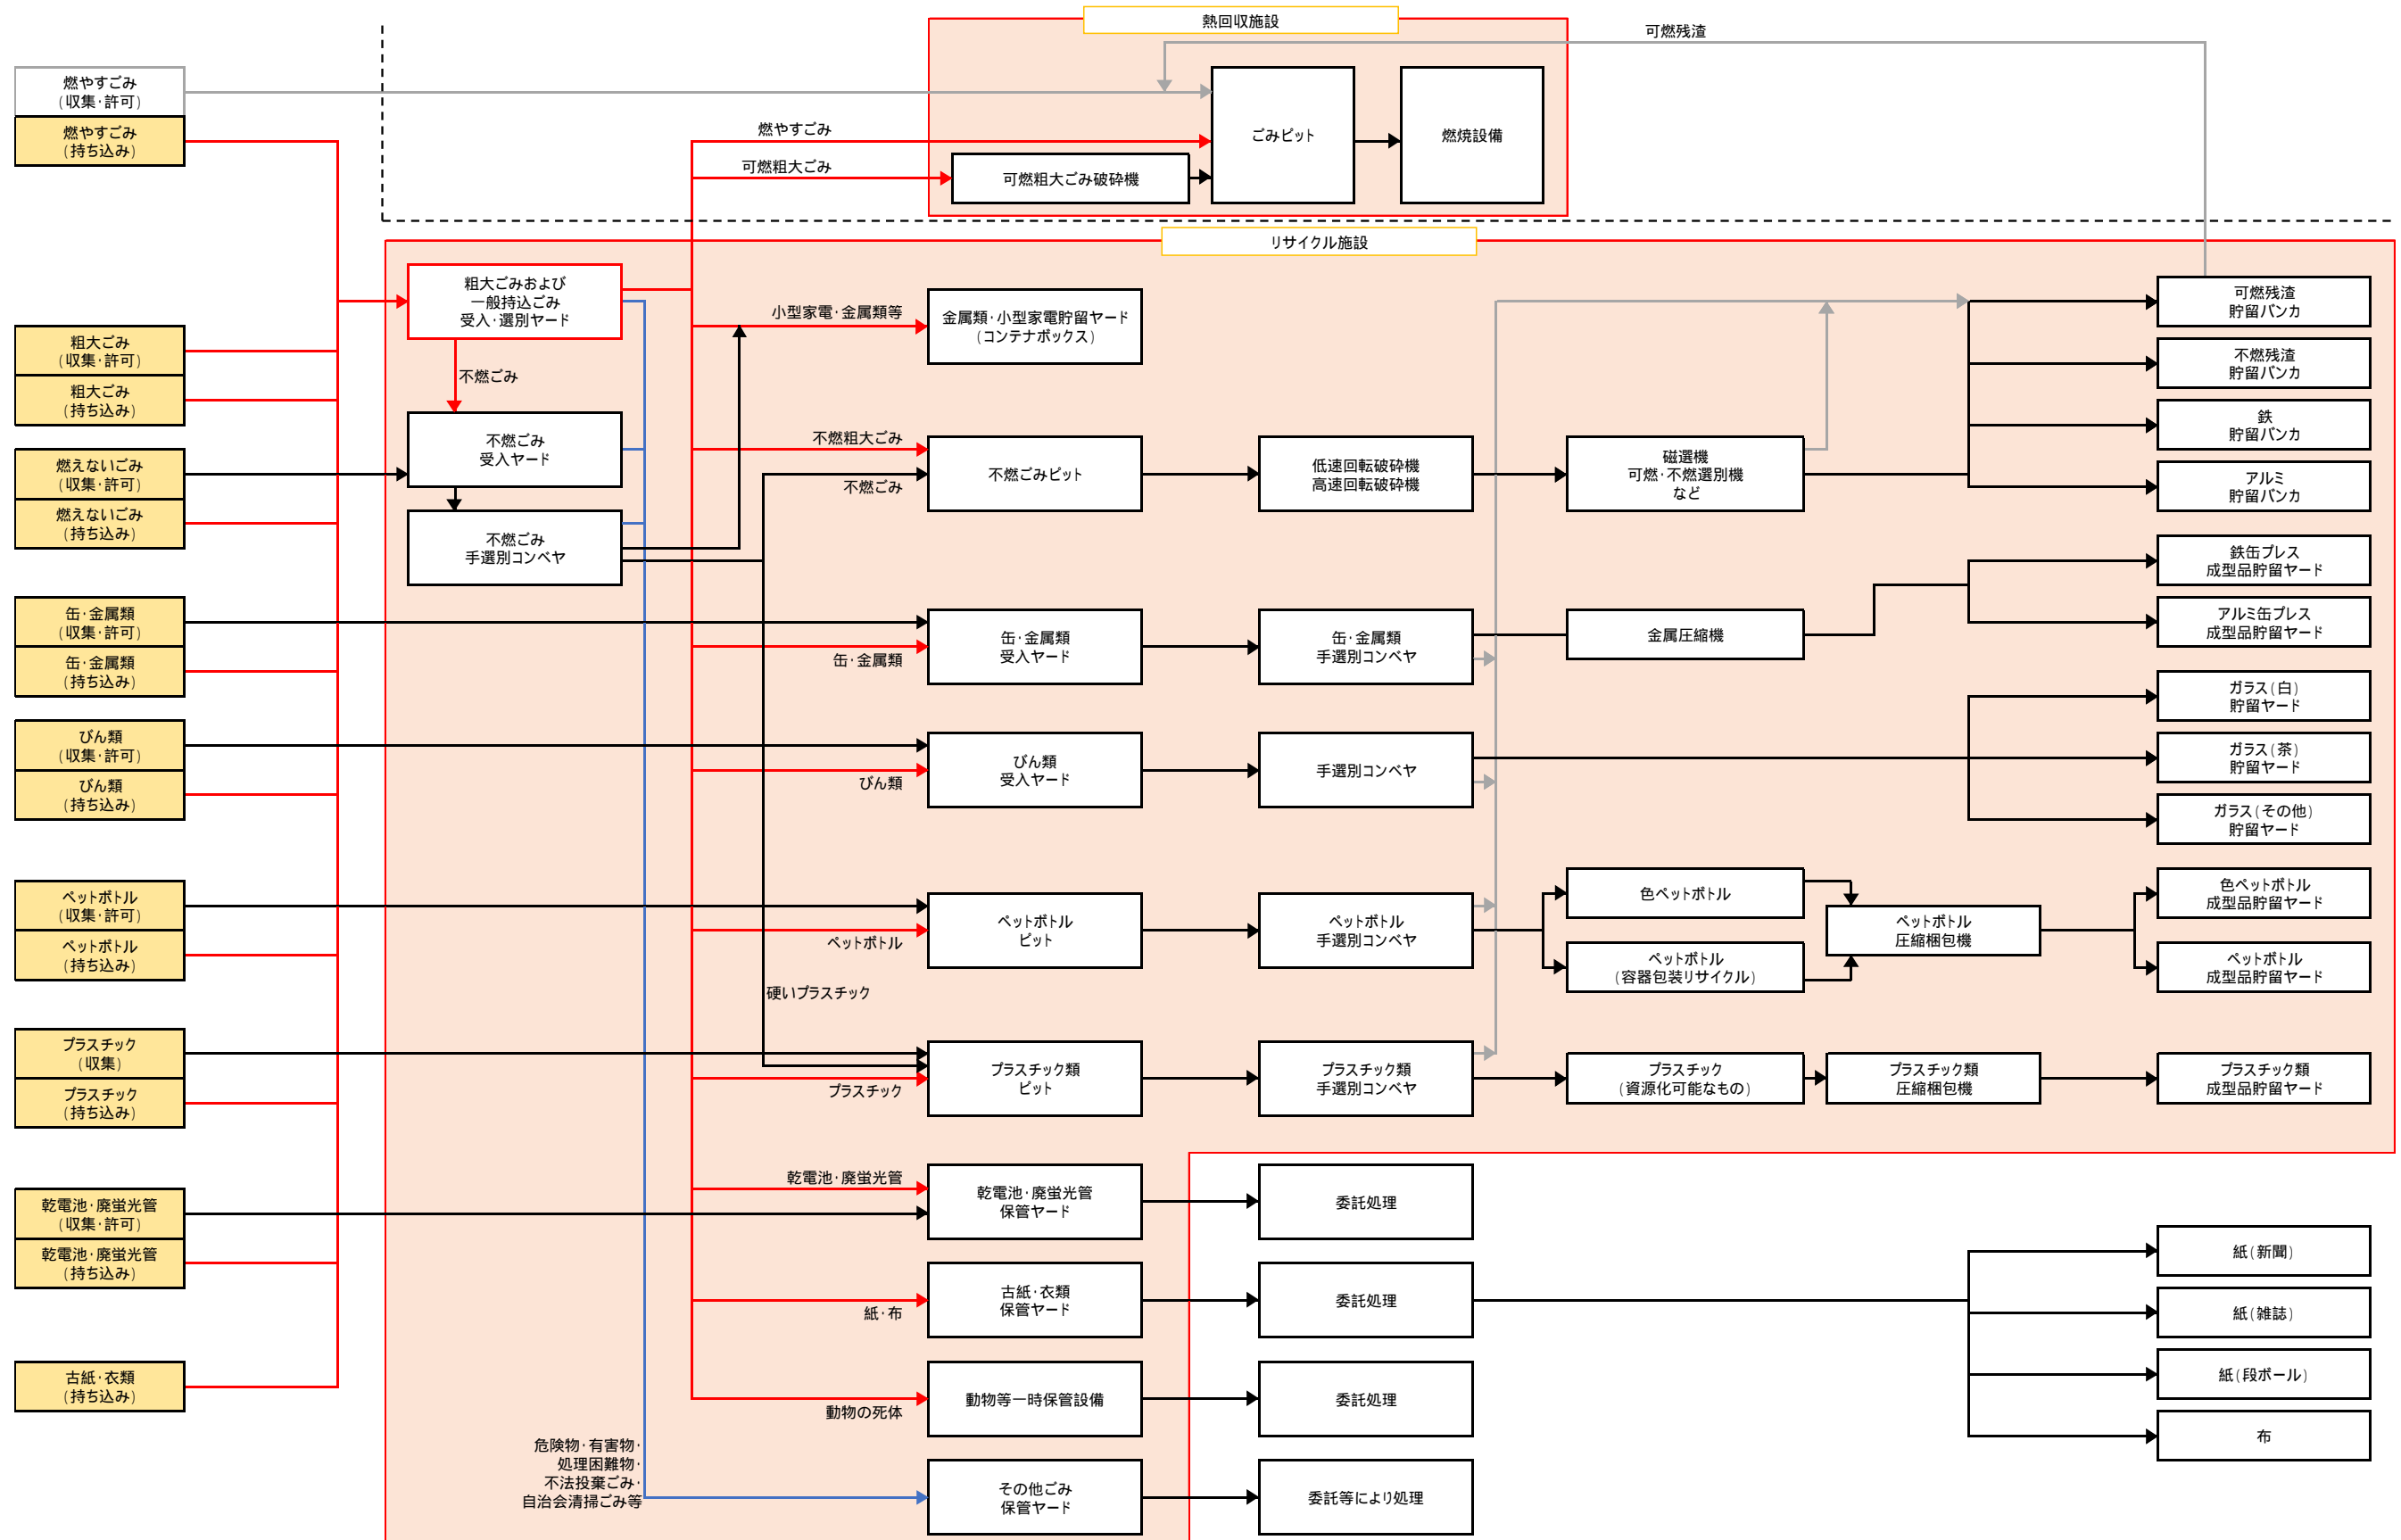 熱回収施設
可燃残渣
燃やすごみ
(収集・許可)
燃やすごみ
(持ち込み)
燃やすごみ
可燃粗大ごみ
可燃粗大ごみ破砕機
ごみピット
燃焼設備
リサイクル施設
粗大ごみおよび
一般持込ごみ
受入・選別ヤード
小型家電・金属類等
金属類・小型家電貯留ヤード
(コンテナボックス)
可燃残渣
貯留バンカ
粗大ごみ
(収集・許可)
粗大ごみ
(持ち込み)
不燃ごみ
不燃残渣
貯留バンカ
燃えないごみ
(収集・許可)
燃えないごみ
(持ち込み)
不燃ごみ
受入ヤード
不燃ごみ
手選別コンベヤ
不燃粗大ごみ
不燃ごみ
不燃ごみピット
低速回転破砕機
高速回転破砕機
磁選機
可燃・不燃選別機
など
鉄
貯留バンカ
アルミ
貯留バンカ
缶・金属類
(収集・許可)
缶・金属類
(持ち込み)
缶・金属類
缶・金属類
受入ヤード
缶・金属類
手選別コンベヤ
金属圧縮機
鉄缶プレス
成型品貯留ヤード
アルミ缶プレス
成型品貯留ヤード
びん類
(収集・許可)
びん類
(持ち込み)
びん類
びん類
受入ヤード
手選別コンベヤ
ガラス(白)
貯留ヤード
ガラス(茶)
貯留ヤード
ガラス(その他)
貯留ヤード
ペットボトル
(収集・許可)
ペットボトル
(持ち込み)
ペットボトル
ペットボトル
ピット
ペットボトル
手選別コンベヤ
色ペットボトル
ペットボトル
(容器包装リサイクル)
ペットボトル
圧縮梱包機
色ペットボトル
成型品貯留ヤード
ペットボトル
成型品貯留ヤード
硬いプラスチック
プラスチック
(収集)
プラスチック
(持ち込み)
プラスチック
プラスチック類
ピット
プラスチック類
手選別コンベヤ
プラスチック
(資源化可能なもの)
プラスチック類
圧縮梱包機
プラスチック類
成型品貯留ヤード
乾電池・廃蛍光管
(収集・許可)
乾電池・廃蛍光管
(持ち込み)
乾電池・廃蛍光管
乾電池・廃蛍光管
保管ヤード
委託処理
古紙・衣類
(持ち込み)
紙・布
古紙・衣類
保管ヤード
委託処理
紙(新聞)
紙(雑誌)
紙(段ボール)
布
動物の死体
動物等一時保管設備
委託処理
危険物・有害物・
処理困難物・
不法投棄ごみ・
自治会清掃ごみ等
その他ごみ
保管ヤード
委託等により処理